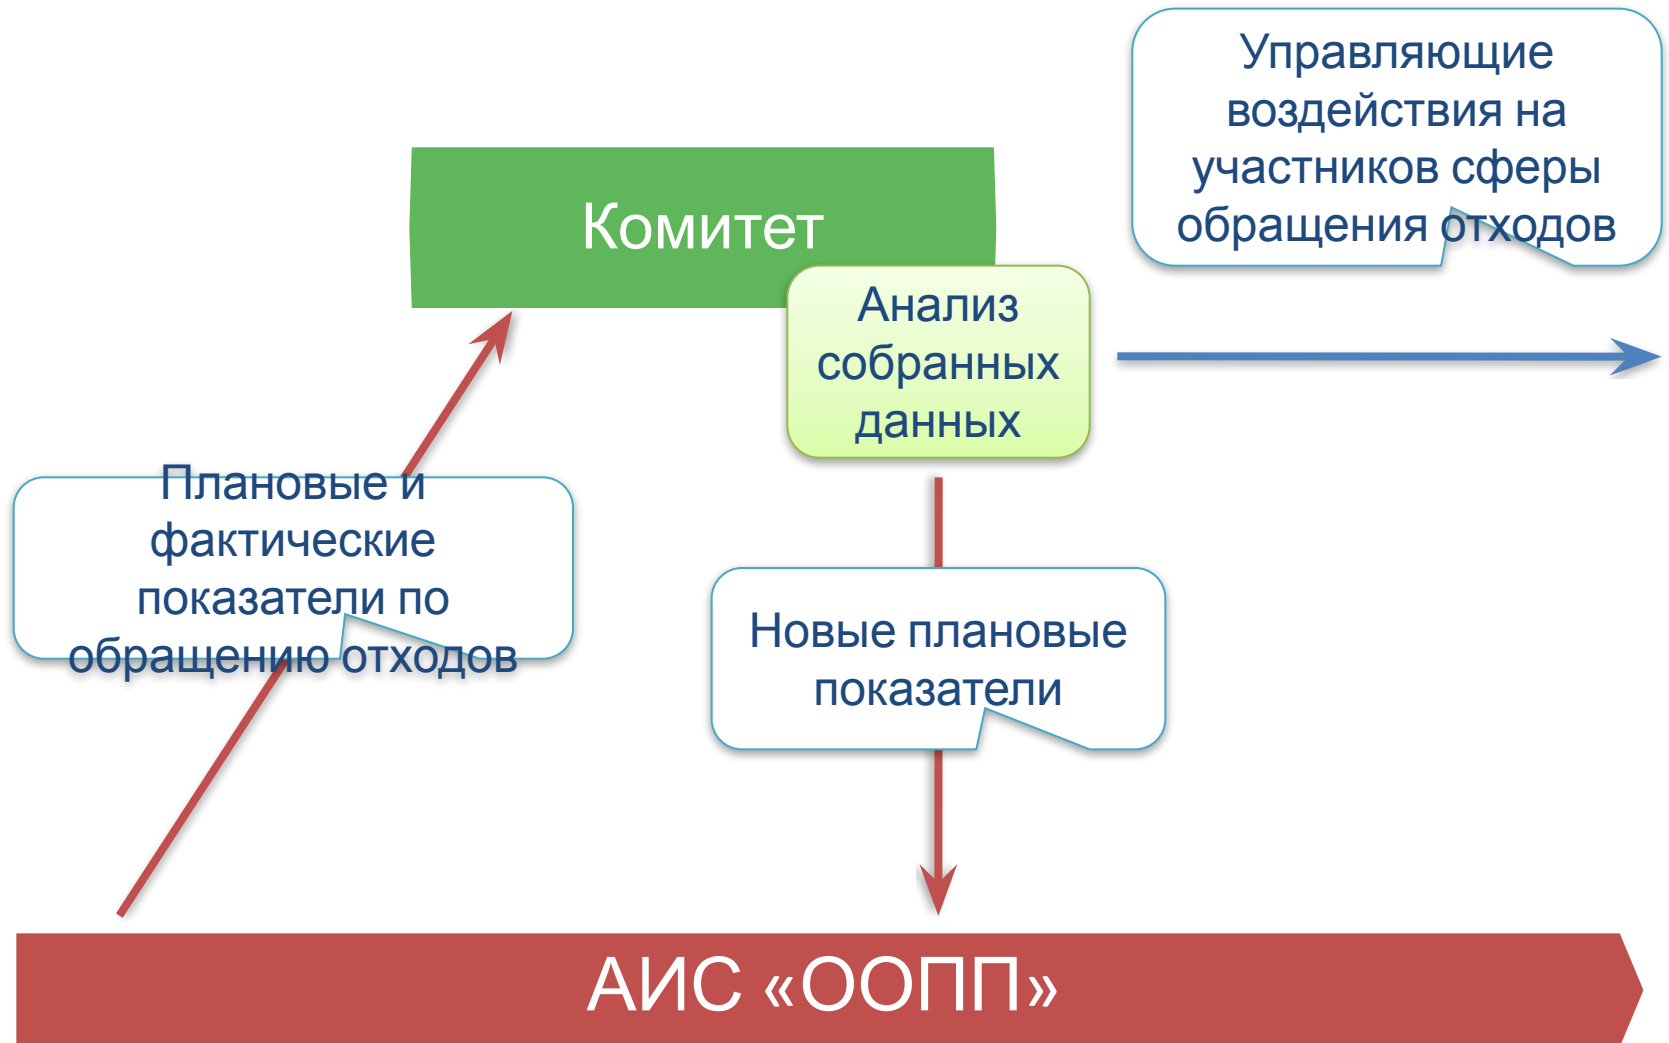 Управляющие
воздействия на
участников сферы
обращения отходов
Комитет
Анализ
собранных
данных
Плановые и
фактические
показатели по
обращению отходов
Новые плановые
показатели
АИС «ООПП»